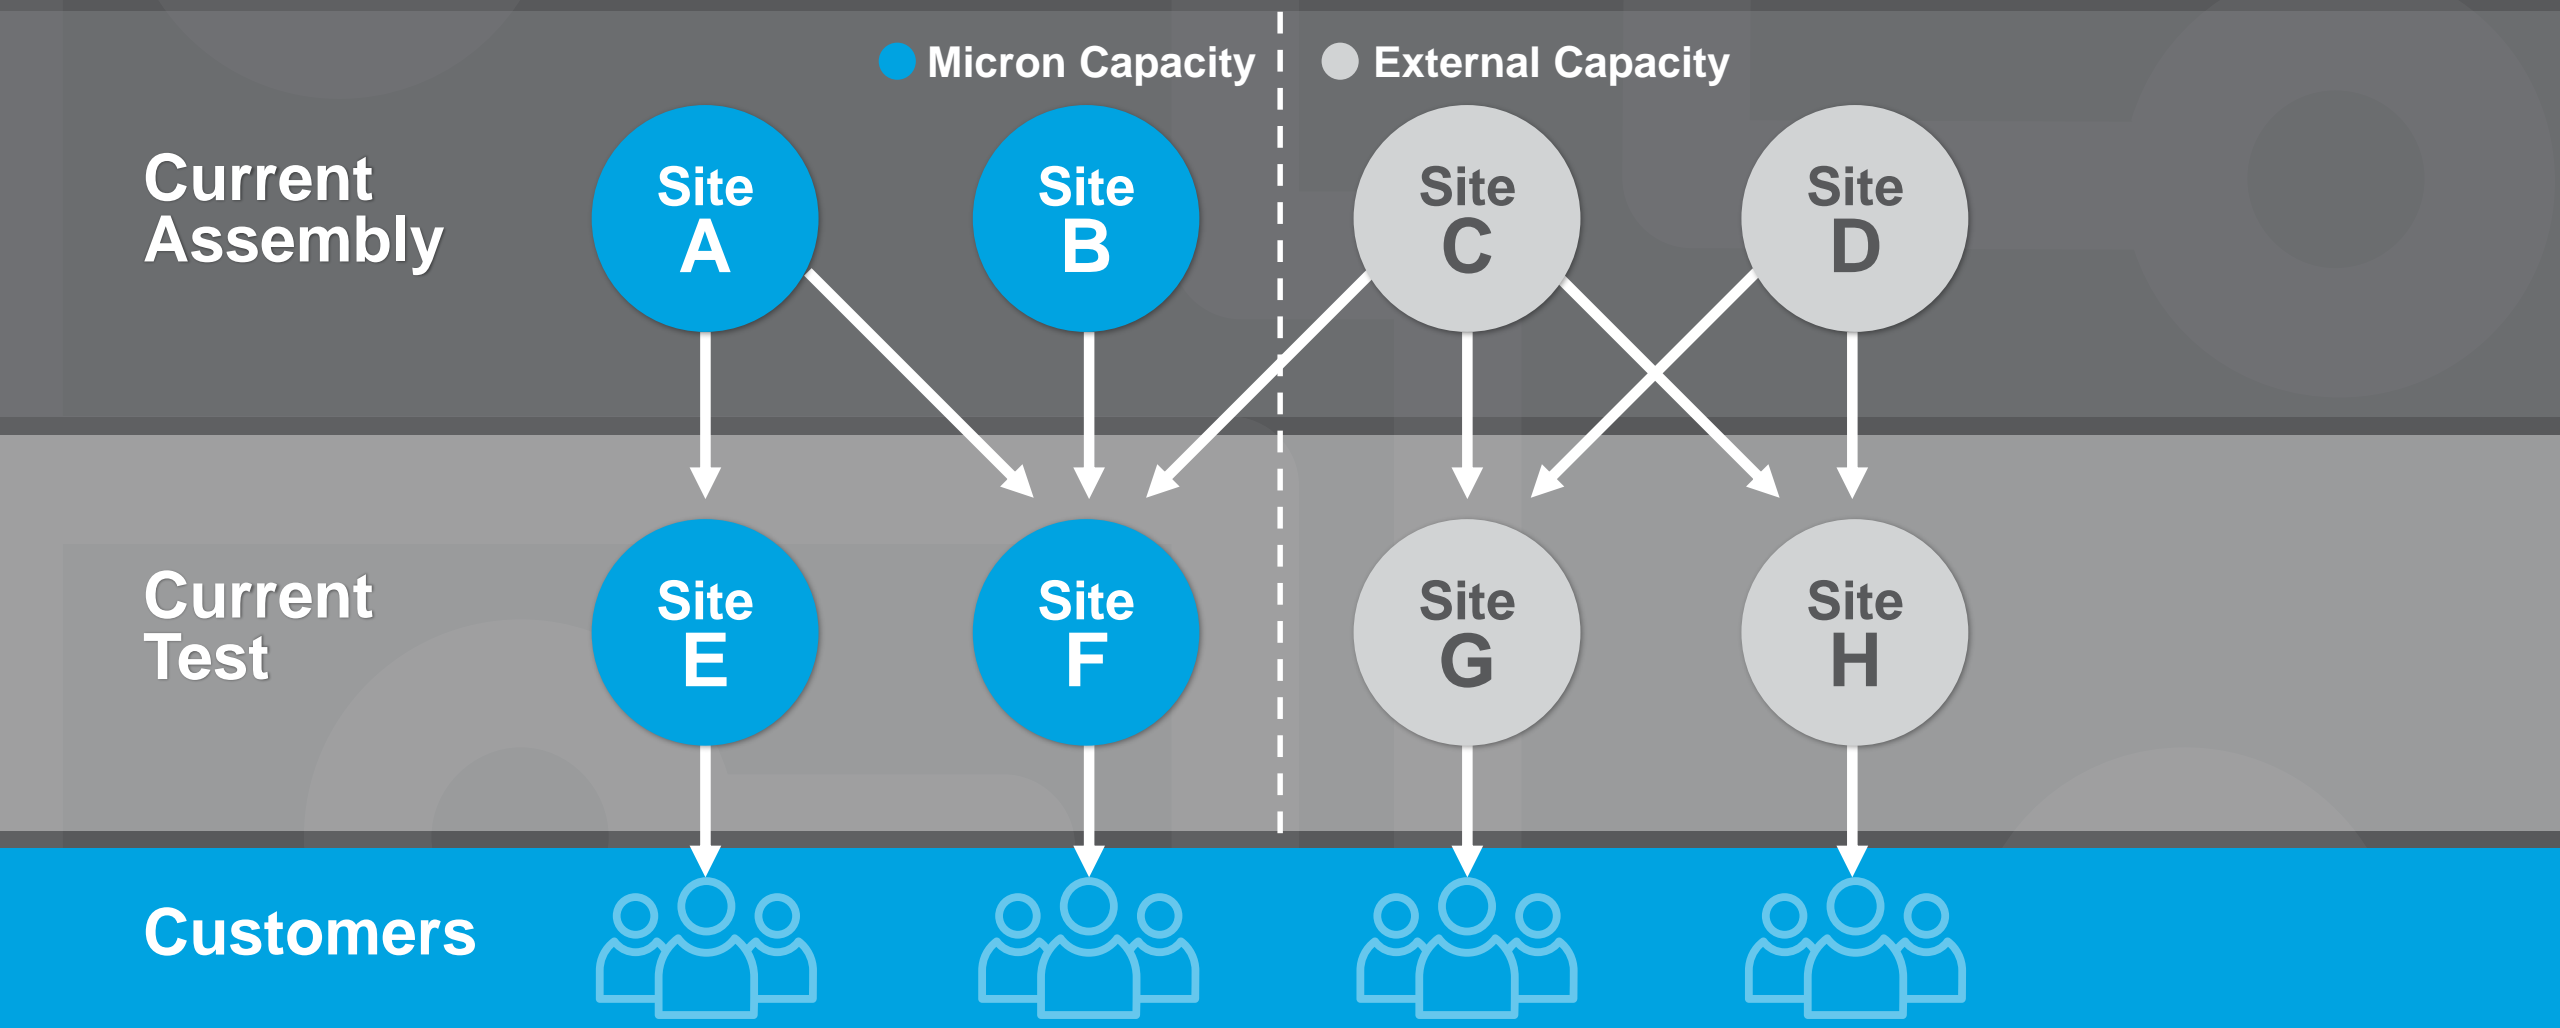 Micron Capacity
External Capacity
Current
Assembly
Site
A
Site
B
Site
C
Site
D
Current
Test
Site
E
Site
F
Site
G
Site
H
Customers